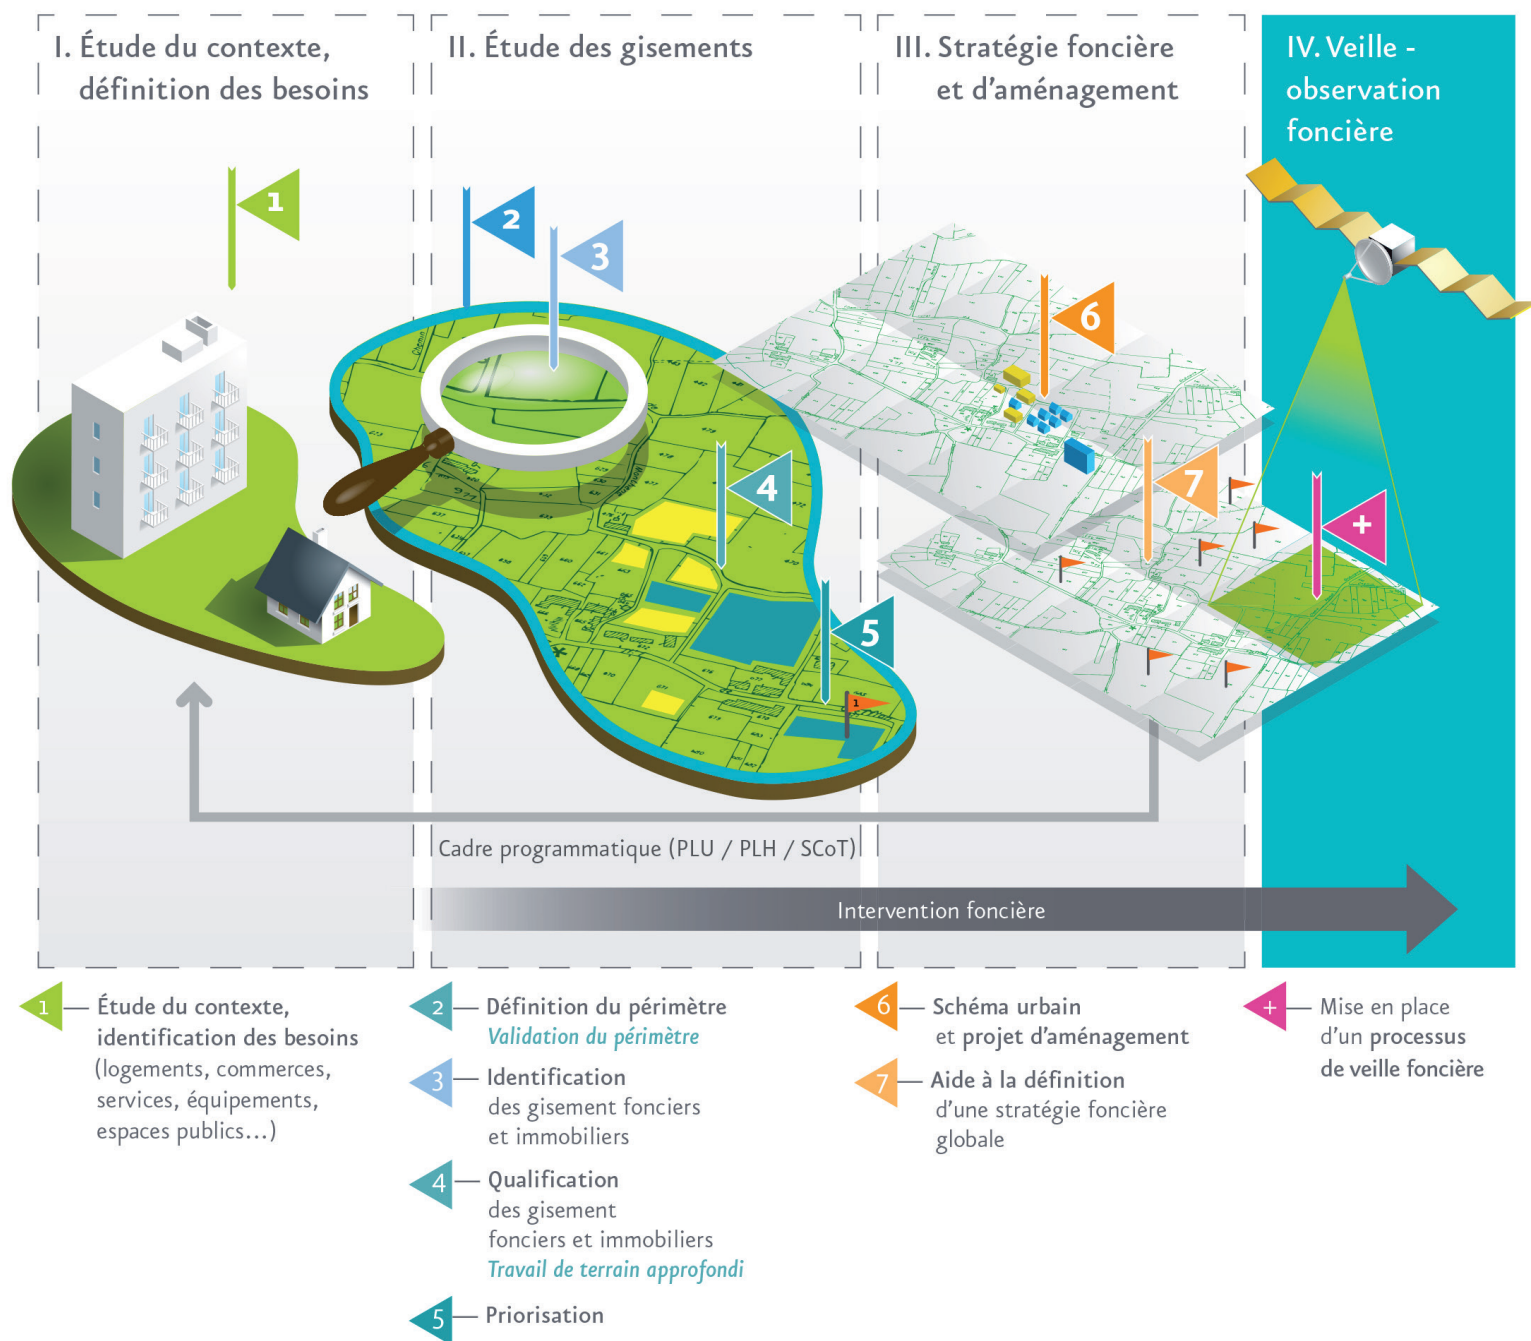 I. Étude du contexte,
définition des besoins
II. Étude des gisements
III. Stratégie foncière
et d'aménagement
IV. Veille -
observation
foncière
1
2
3
4
5
1
6
7
+
Chemin
Cadre programmatique (PLU / PLH / SCoT)
Intervention foncière
1 Étude du contexte,
identification des besoins
(logements, commerces,
services, équipements,
espaces publics...)
2 Définition du périmètre
Validation du périmètre
3 Identification
des gisement fonciers
et immobiliers
4 Qualification
des gisement
fonciers et immobiliers
Travail de terrain approfondi
5 Priorisation
6 Schéma urbain
et projet d'aménagement
7 Aide à la définition
d'une stratégie foncière
globale
+ Mise en place
d'un processus
de veille foncière